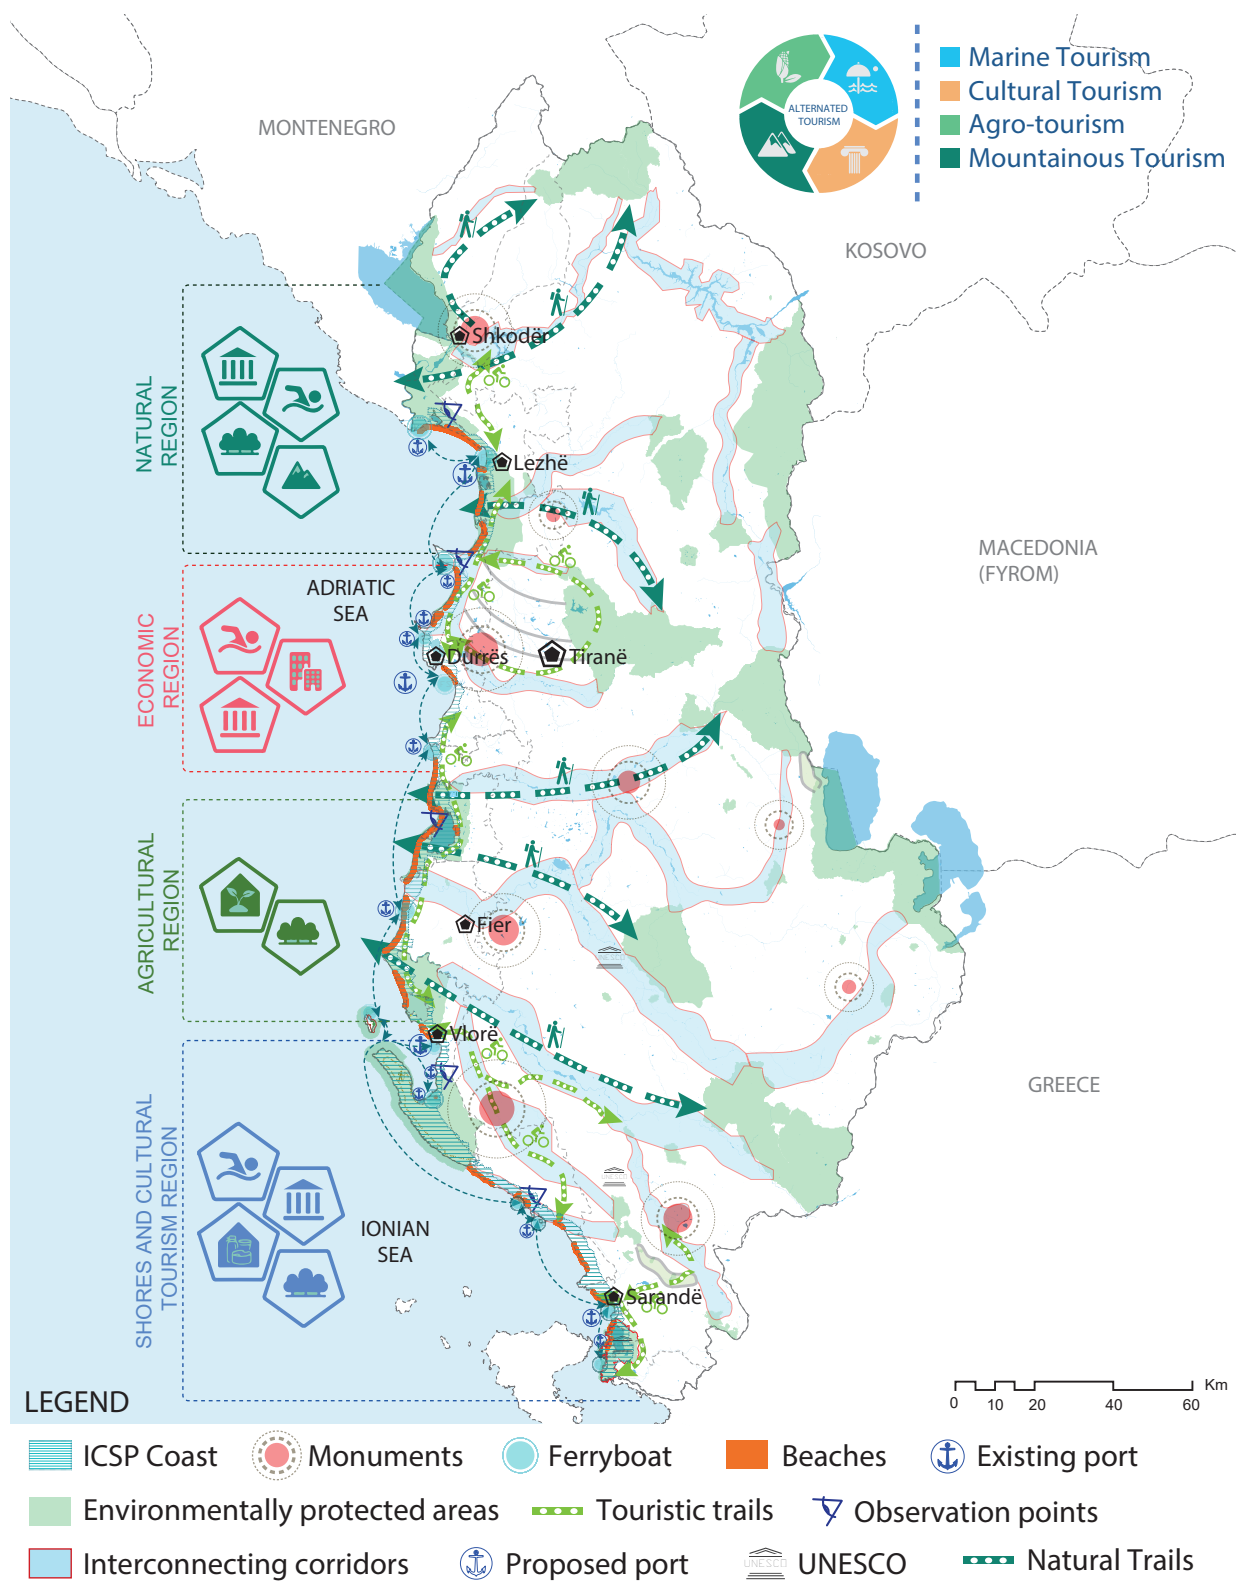 ALTERNATED
TOURISM
Marine Tourism
Cultural Tourism
Agro-tourism
Mountainous Tourism
MONTENEGRO
KOSOVO
MACEDONIA
(FYROM)
GREECE
NATURAL
REGION
ECONOMIC
REGION
AGRICULTURAL
REGION
SHORES AND CULTURAL
TOURISM REGION
ADRIATIC
SEA
IONIAN
SEA
Shkodër
Lezhë
Durrës
Tiranë
Fier
UNESCO
Vlorë
Sarandë
Km
0 10 20 40 60
LEGEND
ICSP Coast
Monuments
Ferryboat
Beaches
Existing port
Environmentally protected areas
Touristic trails
Observation points
Interconnecting corridors
Proposed port
UNESCO
UNESCO
Natural Trails